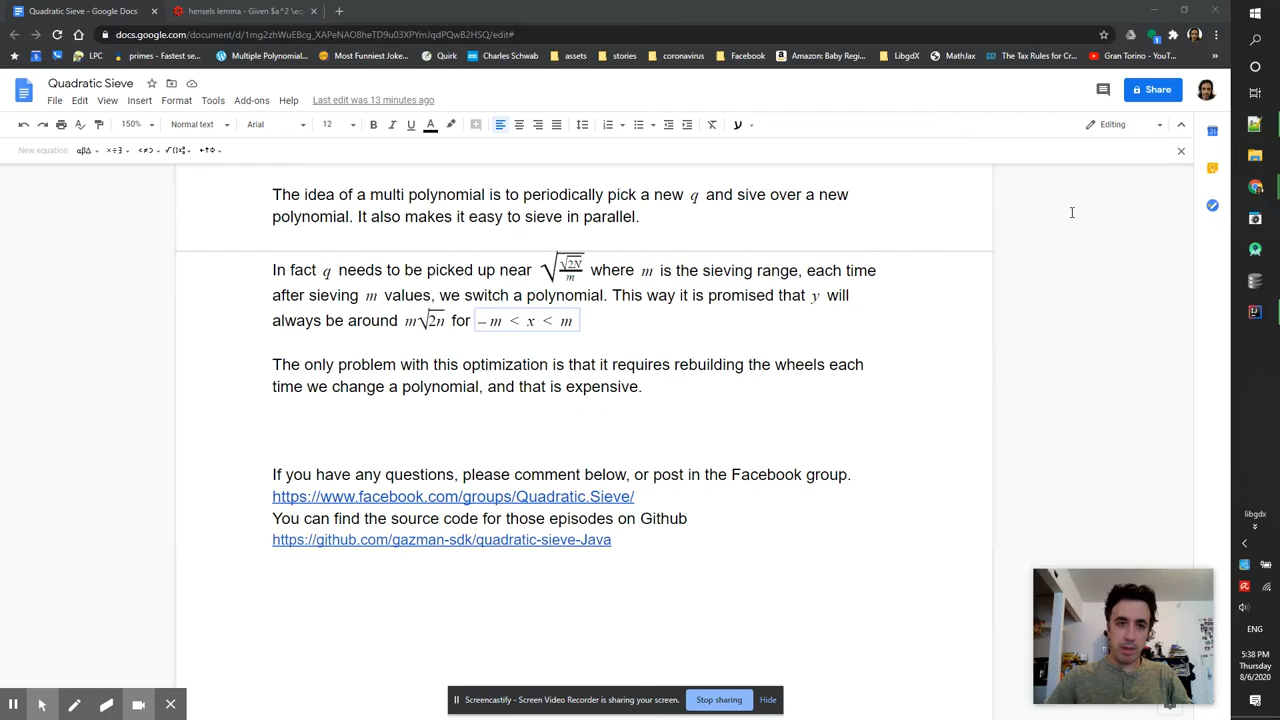 Quadratic Sieve - Google Docs
hensels lemma - Given $a^2 \eq
docs.google.com/document/d/1mg2zhWuEBcg_XAPeNAO8heTD9u03XPYmJqdPQwB2HSQ/edit#
LPC
primes - Fastest se...
Multiple Polynomial...
Most Funniest Joke...
Quirk
Charles Schwab
assets
stories
coronavirus
Facebook
Amazon: Baby Regi...
LibgdX
MathJax
The Tax Rules for Cr...
Gran Torino — YouT...
Quadratic Sieve
Share
File Edit View Insert Format Tools Add-ons Help Last edit was 13 minutes ago
150% Normal text Arial 12 B I U A Editing
New equation αβΔ ×÷3
The idea of a multi polynomial is to periodically pick a new q and sive over a new
polynomial. It also makes it easy to sieve in parallel.
In fact q needs to be picked up near √(√2N/m) where m is the sieving range, each time
after sieving m values, we switch a polynomial. This way it is promised that y will
always be around m√2n for – m < x < m
The only problem with this optimization is that it requires rebuilding the wheels each
time we change a polynomial, and that is expensive.
If you have any questions, please comment below, or post in the Facebook group.
https://www.facebook.com/groups/Quadratic.Sieve/
You can find the source code for those episodes on Github
https://github.com/gazman-sdk/quadratic-sieve-Java
Screencastify - Screen Video Recorder is sharing your screen.
Stop sharing
Hide
libgdx
ENG
5:38 PM
Thursday
8/6/2020